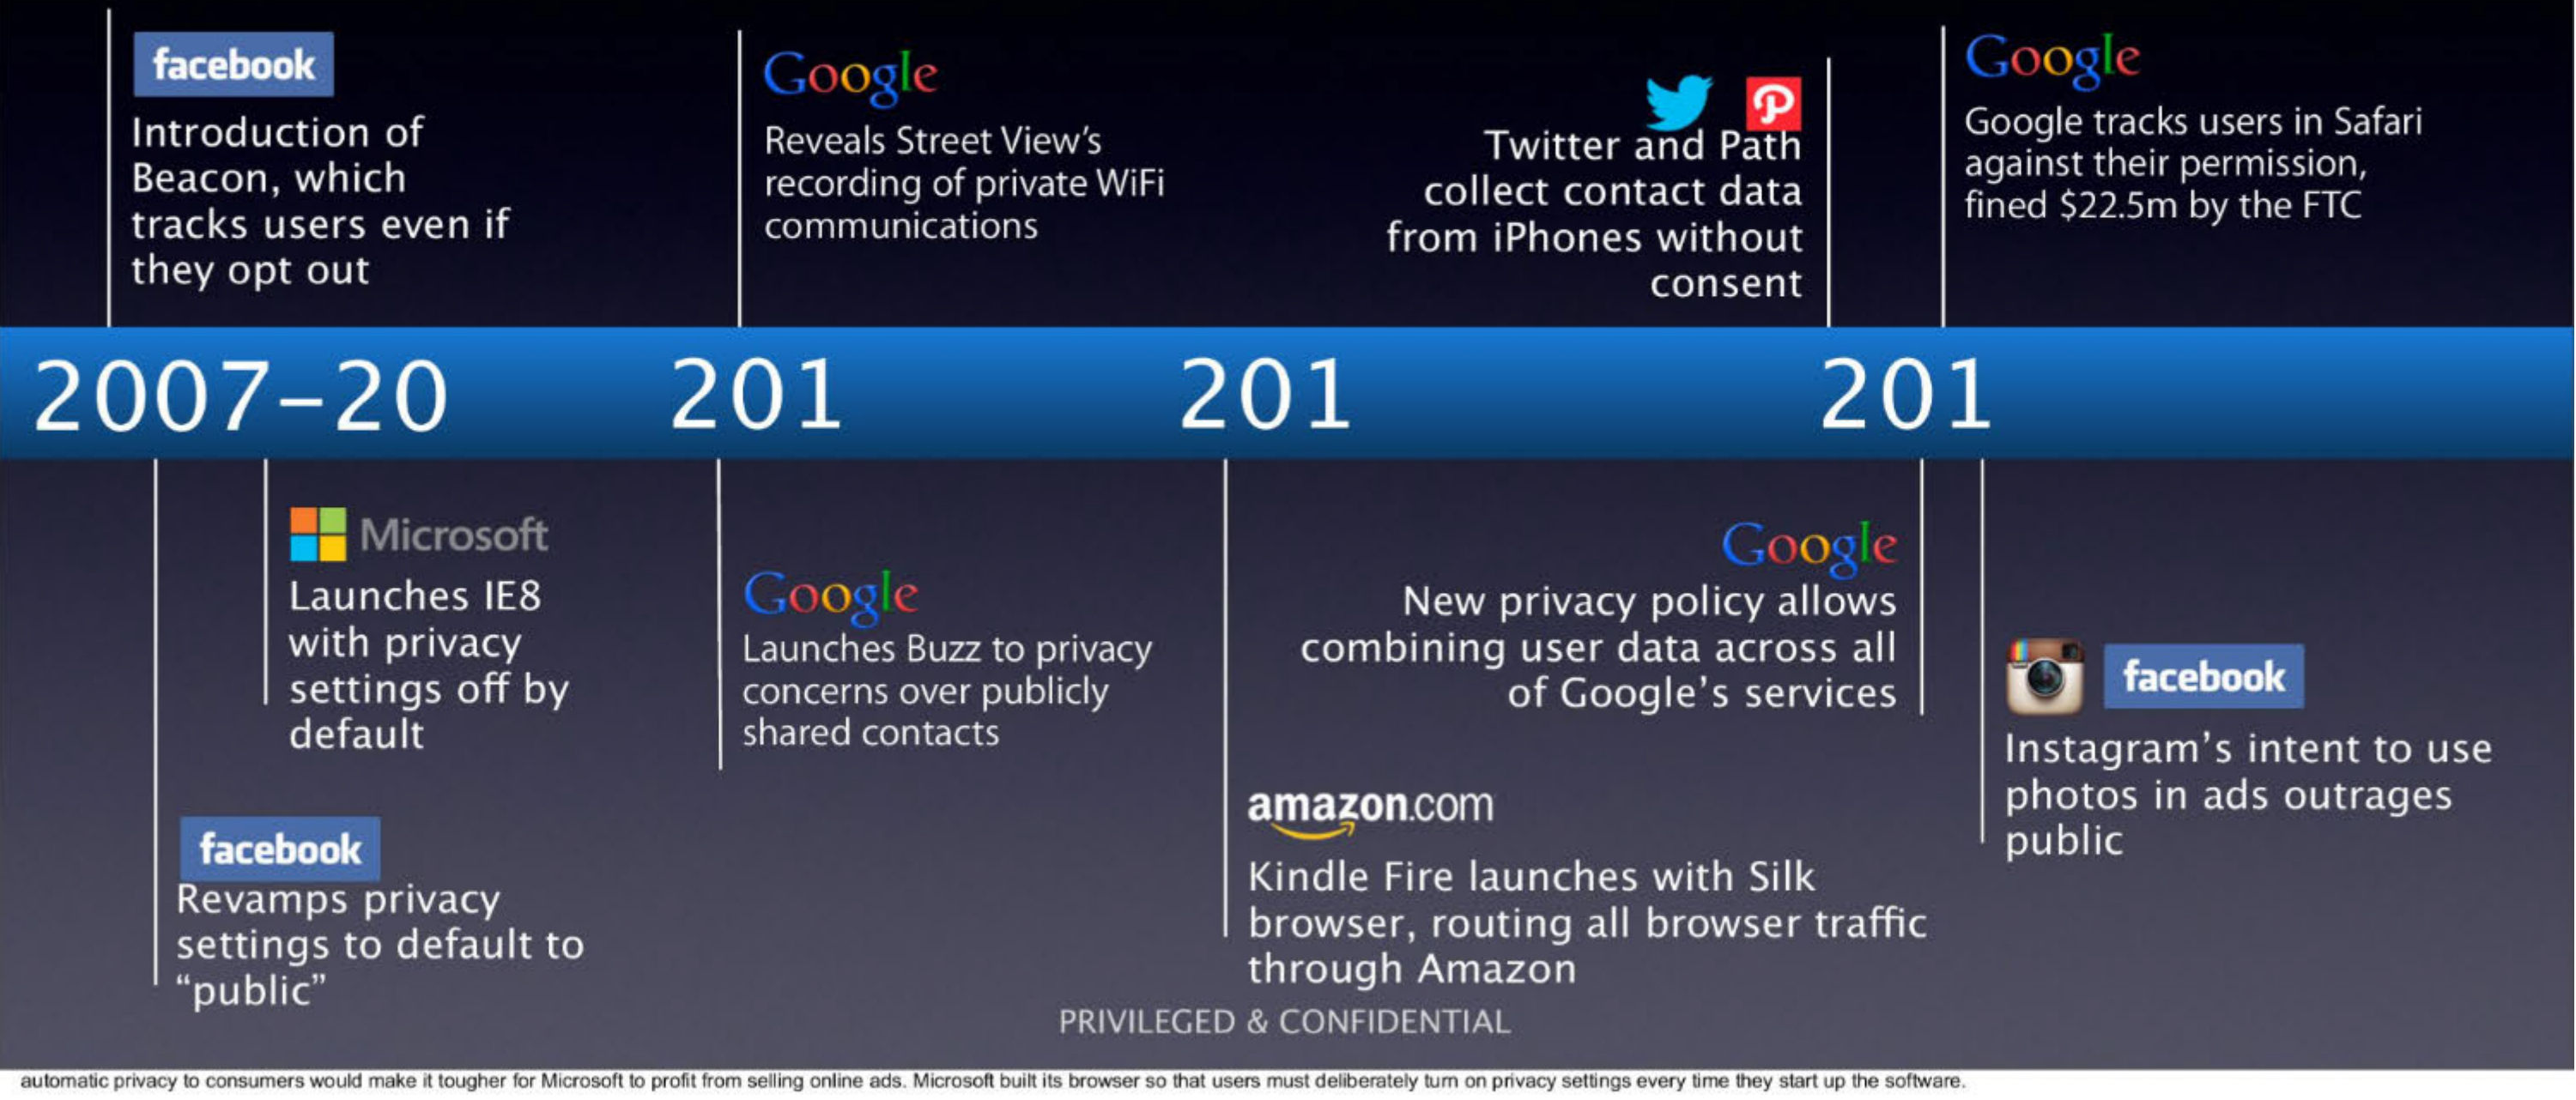 facebook
Introduction of
Beacon, which
tracks users even if
they opt out
Google
Reveals Street View's
recording of private WiFi
communications
Twitter and Path
collect contact data
from iPhones without
consent
Google
Google tracks users in Safari
against their permission,
fined $22.5m by the FTC
2007–20
201
201
201
Microsoft
Launches IE8
with privacy
settings off by
default
facebook
Revamps privacy
settings to default to
“public”
Google
Launches Buzz to privacy
concerns over publicly
shared contacts
Google
New privacy policy allows
combining user data across all
of Google's services
amazon.com
Kindle Fire launches with Silk
browser, routing all browser traffic
through Amazon
facebook
Instagram's intent to use
photos in ads outrages
public
PRIVILEGED & CONFIDENTIAL
automatic privacy to consumers would make it tougher for Microsoft to profit from selling online ads. Microsoft built its browser so that users must deliberately turn on privacy settings every time they start up the software.